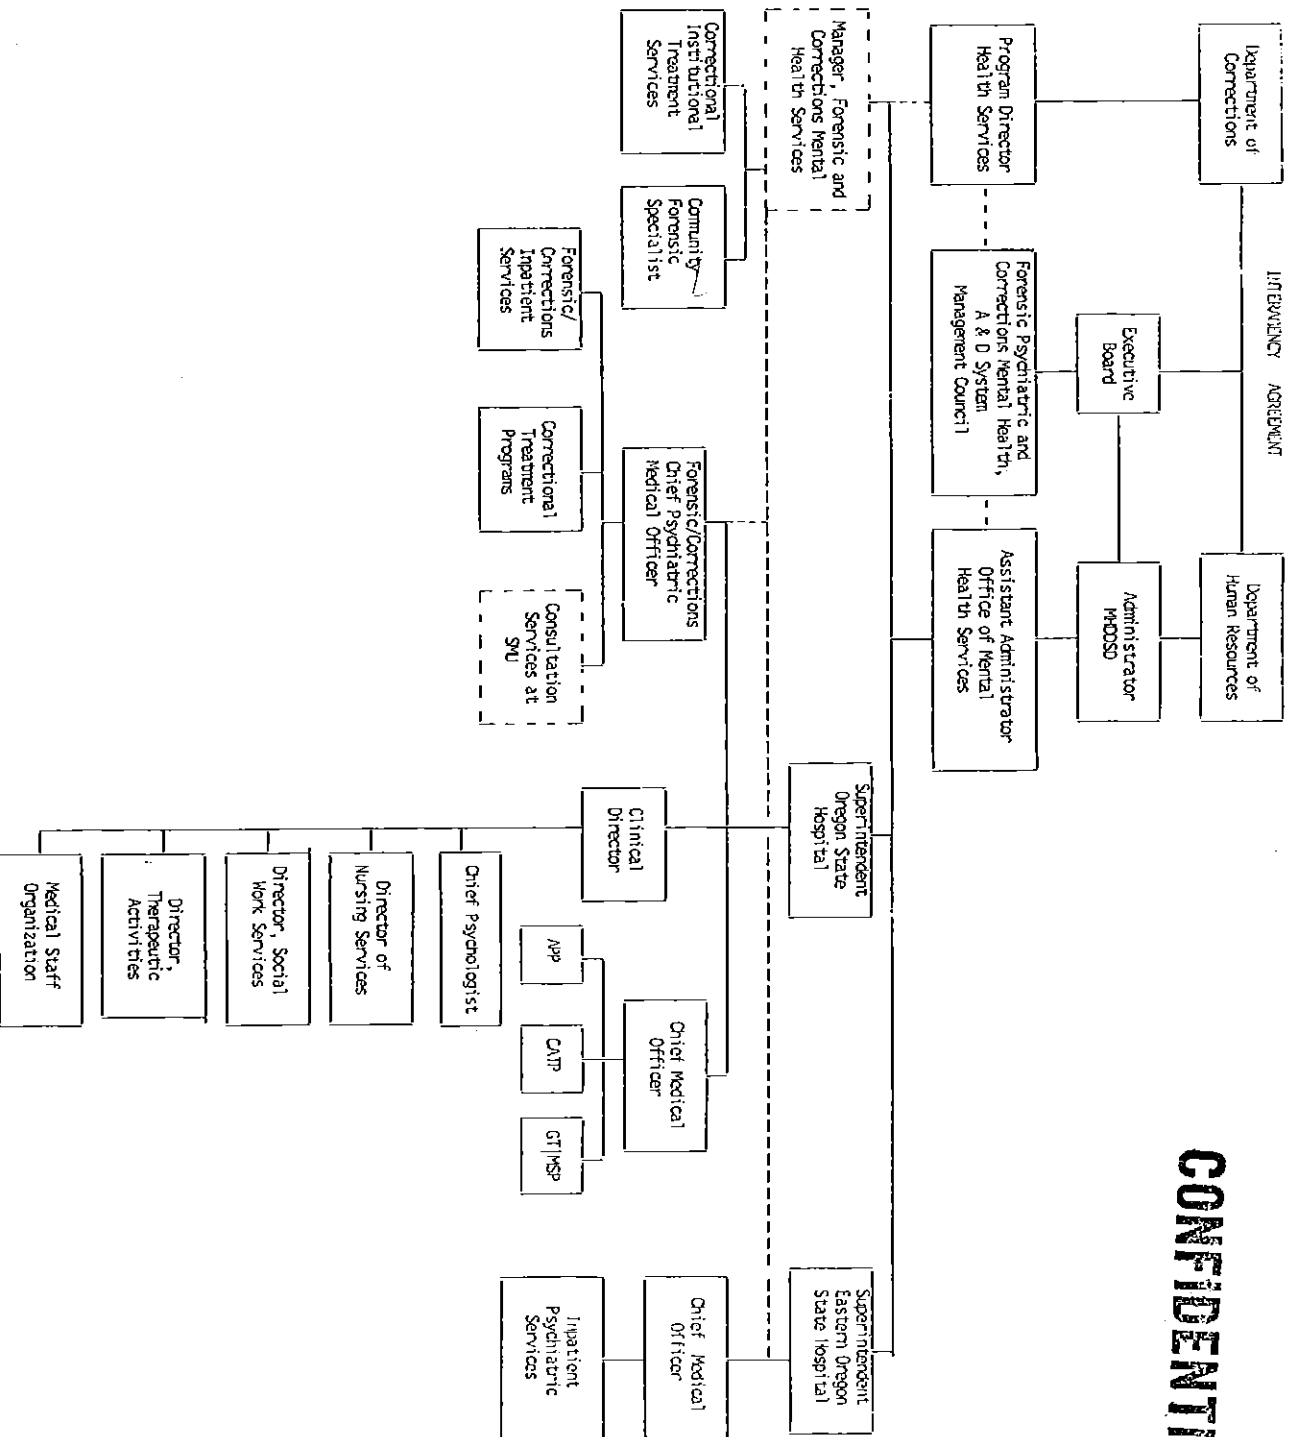 INTERAGENCY AGREEMENT
CONFIDENTI
Department of
Corrections
Department of
Human Resources
Executive
Board
Administrator
MHDDSD
Program Director
Health Services
Forensic Psychiatric and
Corrections Mental Health,
A & D System
Management Council
Assistant Administrator
Office of Mental
Health Services
Manager, Forensic and
Corrections Mental
Health Services
Superintendent
Oregon State
Hospital
Superintendent
Eastern Oregon
State Hospital
Correctional
Institutional
Treatment
Services
Community
Forensic
Specialist
Forensic/Corrections
Chief Psychiatric
Medical Officer
Clinical
Director
Chief Medical
Officer
Chief Medical
Officer
Forensic/
Corrections
Inpatient
Services
Correctional
Treatment
Programs
Consultation
Services at
SMU
APP
CATP
GT|MSP
Inpatient
Psychiatric
Services
Chief Psychologist
Director of
Nursing Services
Director, Social
Work Services
Director,
Therapeutic
Activities
Medical Staff
Organization